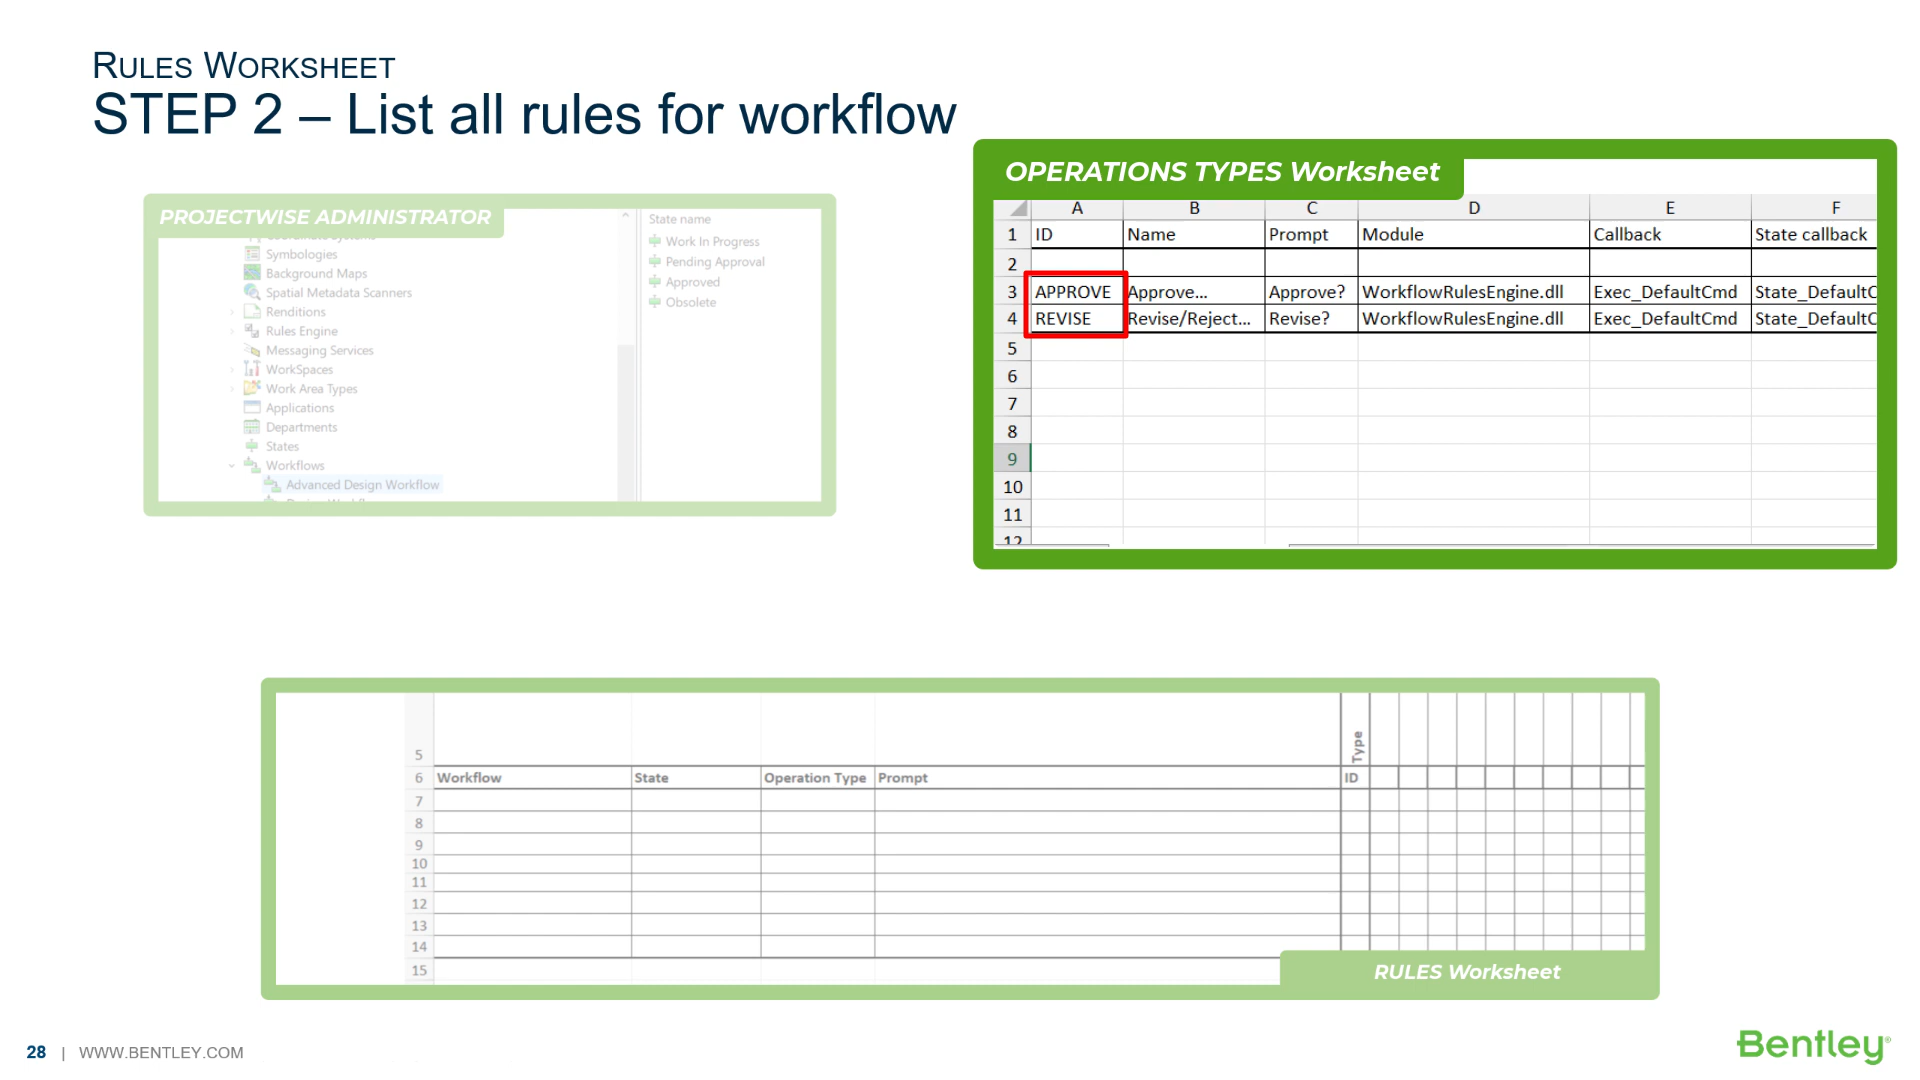 RULES WORKSHEET
STEP 2 – List all rules for workflow
PROJECTWISE ADMINISTRATOR
Symbologies
Background Maps
Spatial Metadata Scanners
Renditions
Rules Engine
Messaging Services
WorkSpaces
Work Area Types
Applications
Departments
States
Workflows
Advanced Design Workflow
State name
Work In Progress
Pending Approval
Approved
Obsolete
OPERATIONS TYPES Worksheet
A B C D E F
1 ID Name Prompt Module Callback State callback
2
3 APPROVE Approve... Approve? WorkflowRulesEngine.dll Exec_DefaultCmd State_DefaultC
4 REVISE Revise/Reject... Revise? WorkflowRulesEngine.dll Exec_DefaultCmd State_DefaultC
5
6
7
8
9
10
11
12
5 Type
6 Workflow State Operation Type Prompt ID
7
8
9
10
11
12
13
14
15
RULES Worksheet
28 | WWW.BENTLEY.COM
Bentley®